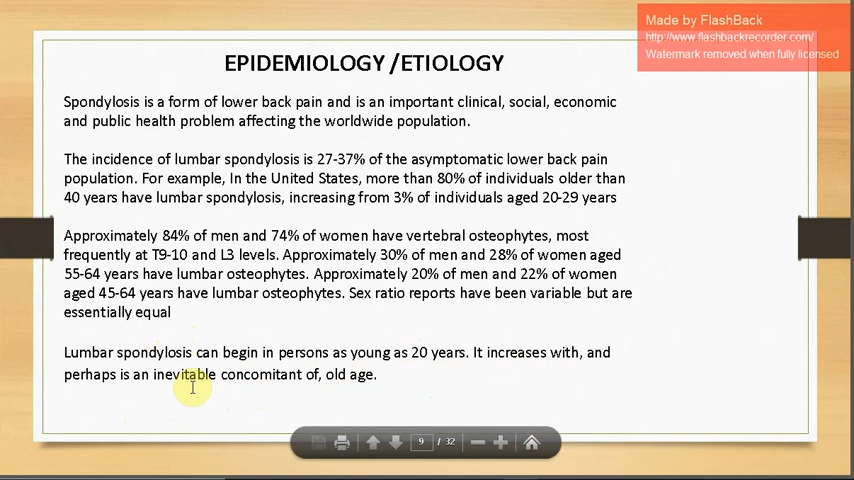 Made by FlashBack
http://www.flashbackrecorder.com/
Watermark removed when fully licensed
EPIDEMIOLOGY /ETIOLOGY
Spondylosis is a form of lower back pain and is an important clinical, social, economic
and public health problem affecting the worldwide population.
The incidence of lumbar spondylosis is 27-37% of the asymptomatic lower back pain
population. For example, In the United States, more than 80% of individuals older than
40 years have lumbar spondylosis, increasing from 3% of individuals aged 20-29 years
Approximately 84% of men and 74% of women have vertebral osteophytes, most
frequently at T9-10 and L3 levels. Approximately 30% of men and 28% of women aged
55-64 years have lumbar osteophytes. Approximately 20% of men and 22% of women
aged 45-64 years have lumbar osteophytes. Sex ratio reports have been variable but are
essentially equal
Lumbar spondylosis can begin in persons as young as 20 years. It increases with, and
perhaps is an inevitable concomitant of, old age.
9 / 32